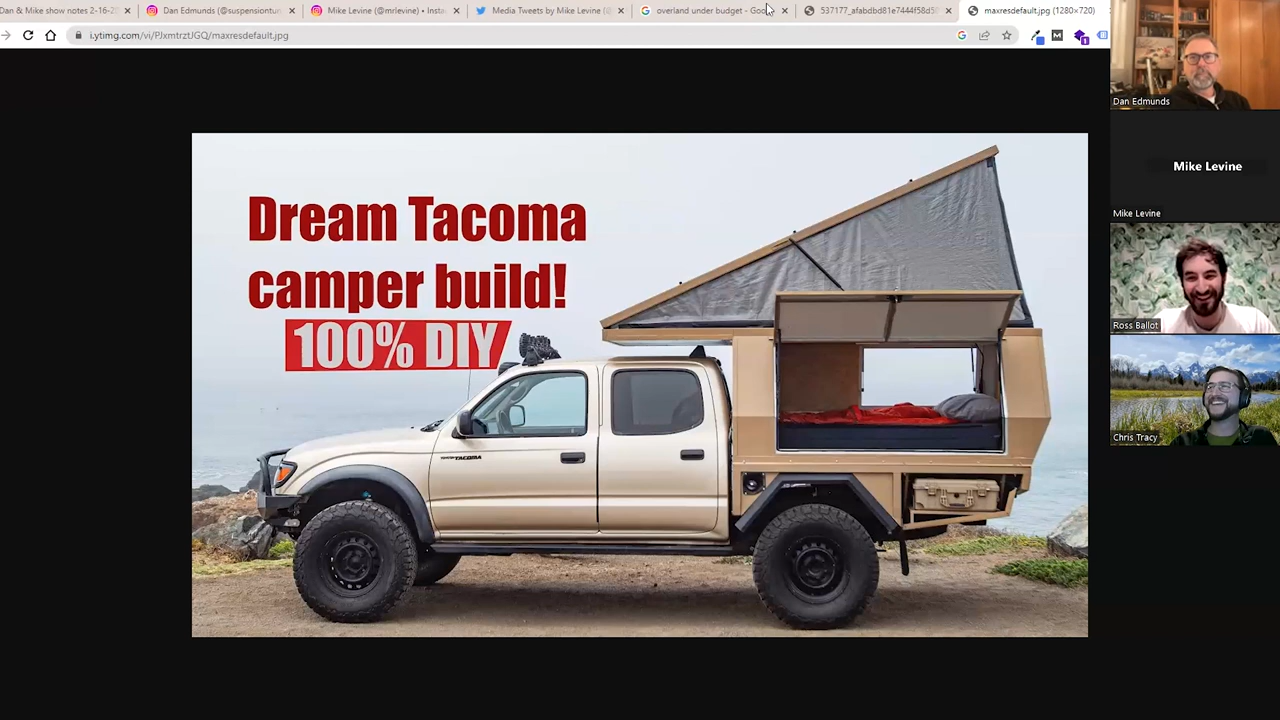 Dan & Mike show notes 2-16-2
Dan Edmunds (@suspensiontu
Mike Levine (@mrlevine) • Insta
Media Tweets by Mike Levine (@
overland under budget - Goo
537177_afabdbd81e7444f58d5
maxresdefault.jpg (1280×720)
i.ytimg.com/vi/PJxmtrztJGQ/maxresdefault.jpg
Dream Tacoma
camper build!
100% DIY
TACOMA
Dan Edmunds
Mike Levine
Mike Levine
Ross Ballot
Chris Tracy